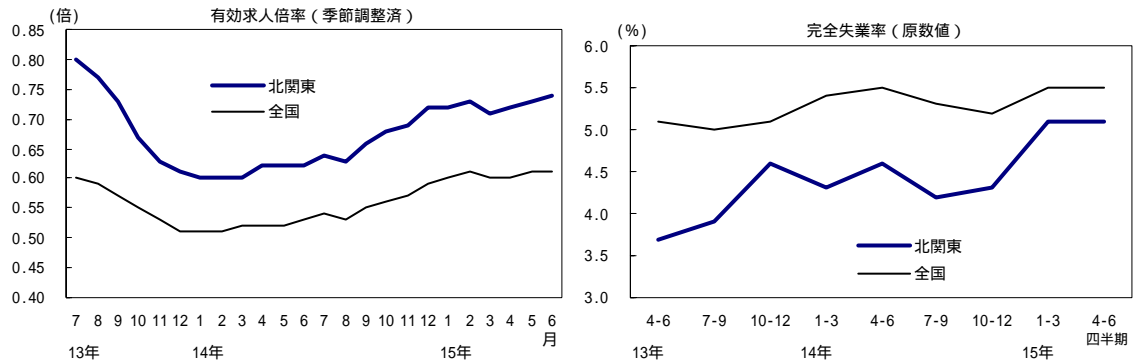 有効求人倍率(季節調整済)
(倍)
0.85
0.80
0.75
0.70
0.65
0.60
0.55
0.50
0.45
0.40
北関東
全国
7 8 9 10 11 12 1 2 3 4 5 6 7 8 9 10 11 12 1 2 3 4 5 6
月
13年 14年 15年
完全失業率(原数値)
(%)
6.0
5.5
5.0
4.5
4.0
3.5
3.0
北関東
全国
4-6 7-9 10-12 1-3 4-6 7-9 10-12 1-3 4-6
四半期
13年 14年 15年